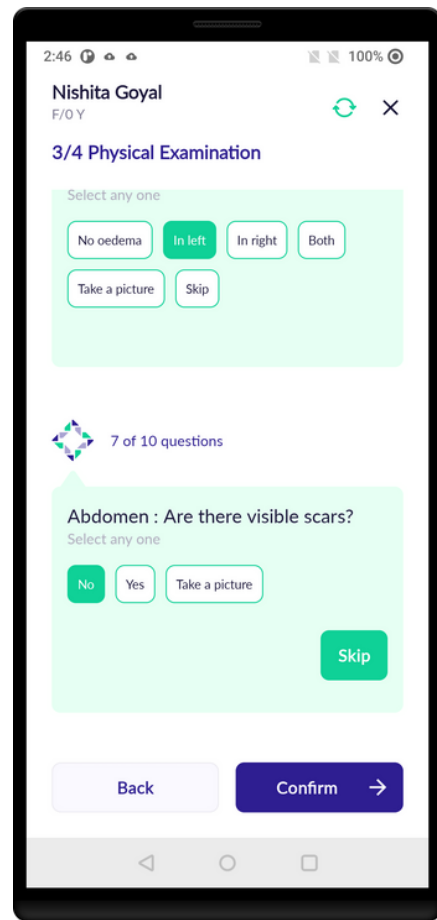 2:46 100%
Nishita Goyal
F/0 Y
3/4 Physical Examination
Select any one
No oedema In left In right Both
Take a picture Skip
7 of 10 questions
Abdomen : Are there visible scars?
Select any one
No Yes Take a picture
Skip
Back Confirm